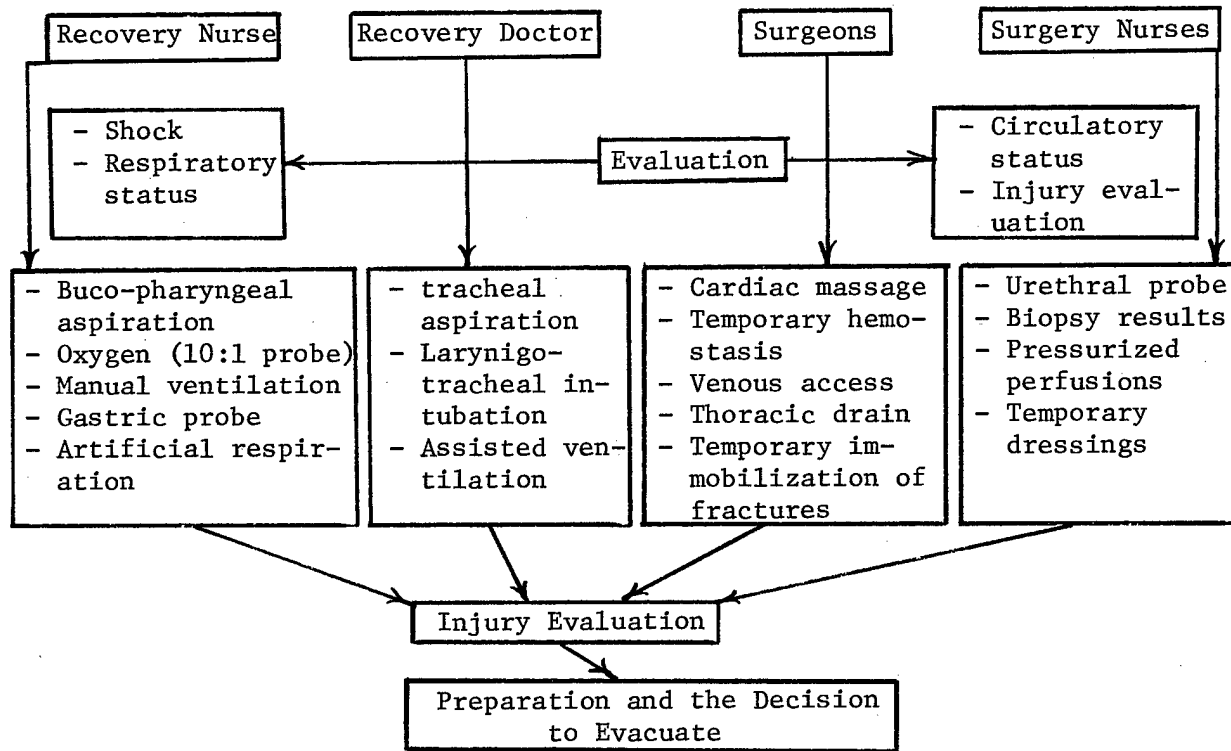 Recovery Nurse
Recovery Doctor
Surgeons
Surgery Nurses
- Shock
- Respiratory
status
Evaluation
- Circulatory
status
- Injury eval-
uation
- Buco-pharyngeal
aspiration
- Oxygen (10:1 probe)
- Manual ventilation
- Gastric probe
- Artificial respir-
ation
- tracheal
aspiration
- Larynigo-
tracheal in-
tubation
- Assisted ven-
tilation
- Cardiac massage
- Temporary hemo-
stasis
- Venous access
- Thoracic drain
- Temporary im-
mobilization of
fractures
- Urethral probe
- Biopsy results
- Pressurized
perfusions
- Temporary
dressings
Injury Evaluation
Preparation and the Decision
to Evacuate